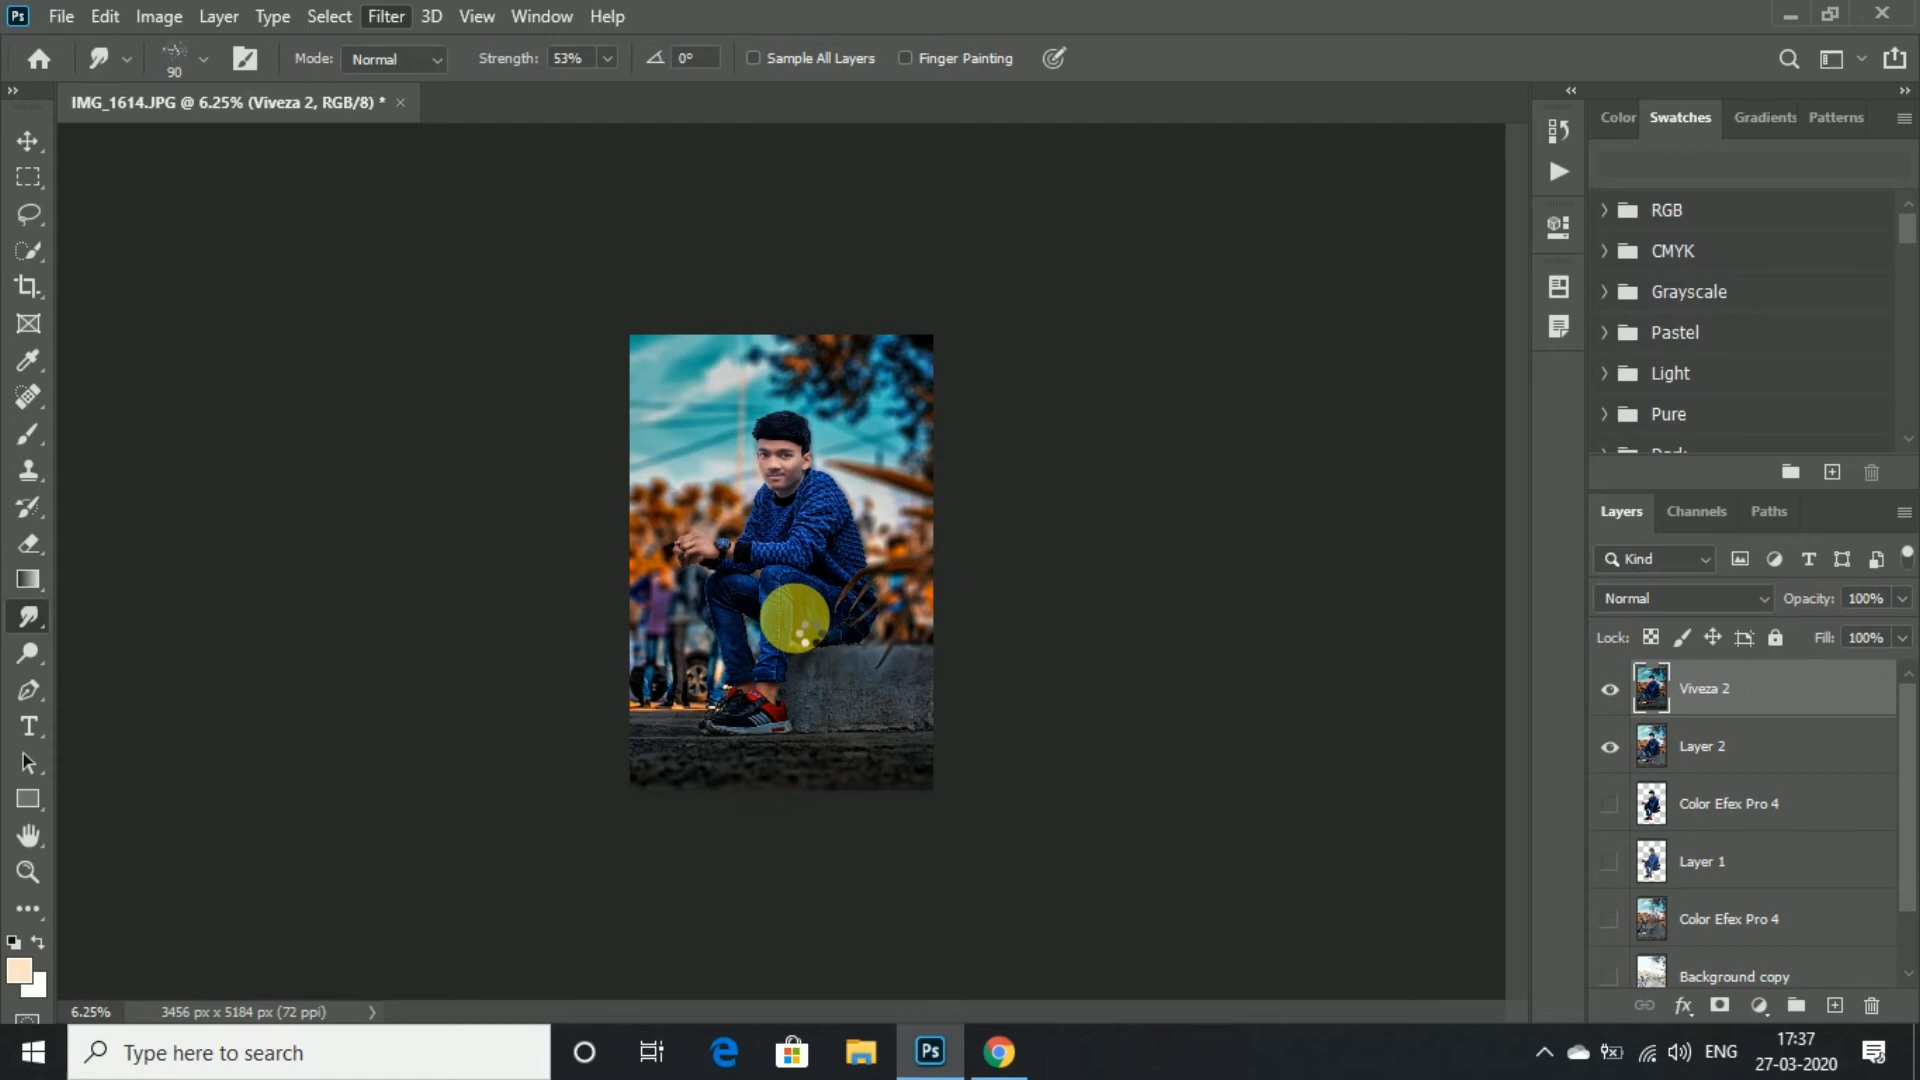 Ps File Edit Image Layer Type Select Filter 3D View Window Help
90 Mode: Normal Strength: 53% 0° Sample All Layers Finger Painting
IMG_1614.JPG @ 6.25% (Viveza 2, RGB/8) *
Color Swatches Gradients Patterns
RGB
CMYK
Grayscale
Pastel
Light
Pure
Dark
Layers Channels Paths
Kind
Normal Opacity: 100%
Lock: Fill: 100%
Viveza 2
Layer 2
Color Efex Pro 4
Layer 1
Color Efex Pro 4
Background copy
6.25% 3456 px x 5184 px (72 ppi)
Type here to search
Ps
ENG
17:37
27-03-2020